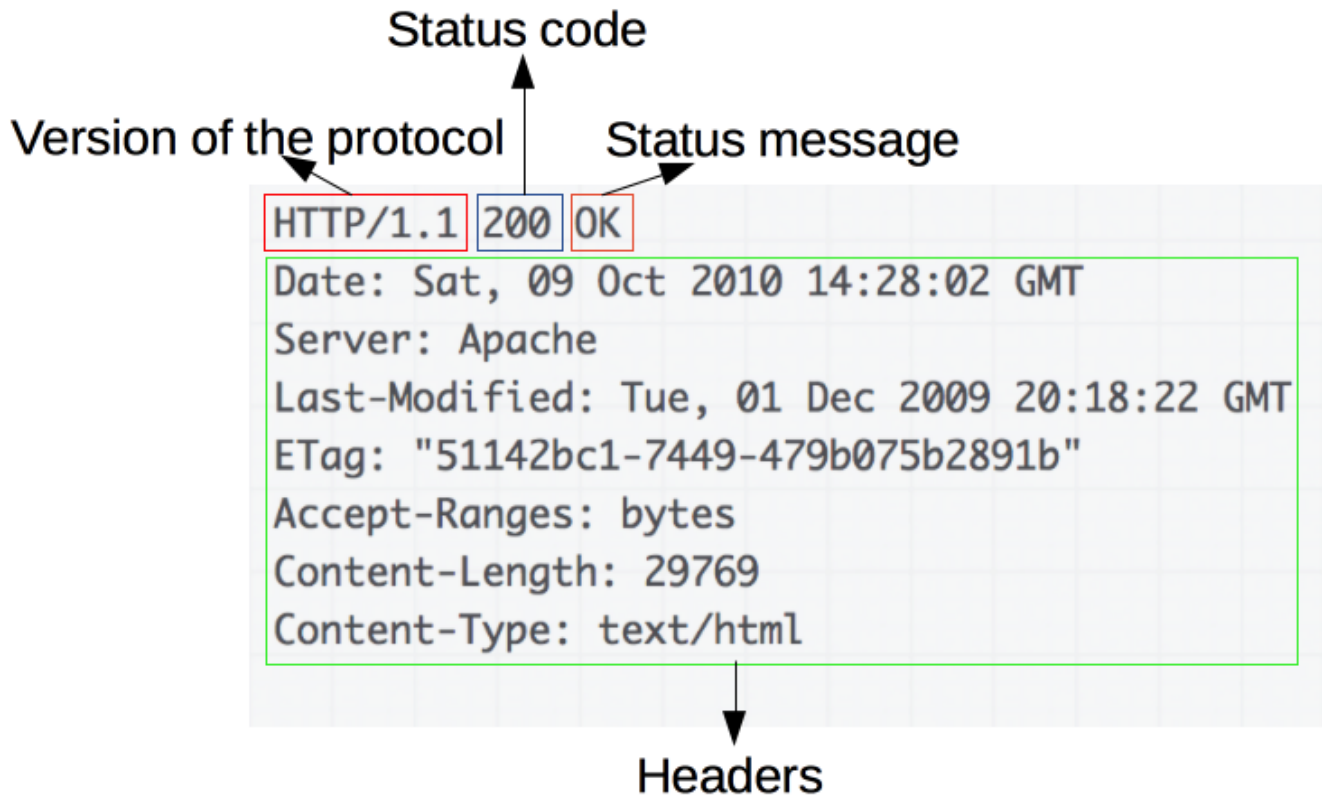 Status code
Version of the protocol
Status message
HTTP/1.1 200 OK
Date: Sat, 09 Oct 2010 14:28:02 GMT
Server: Apache
Last-Modified: Tue, 01 Dec 2009 20:18:22 GMT
ETag: "51142bc1-7449-479b075b2891b"
Accept-Ranges: bytes
Content-Length: 29769
Content-Type: text/html
Headers